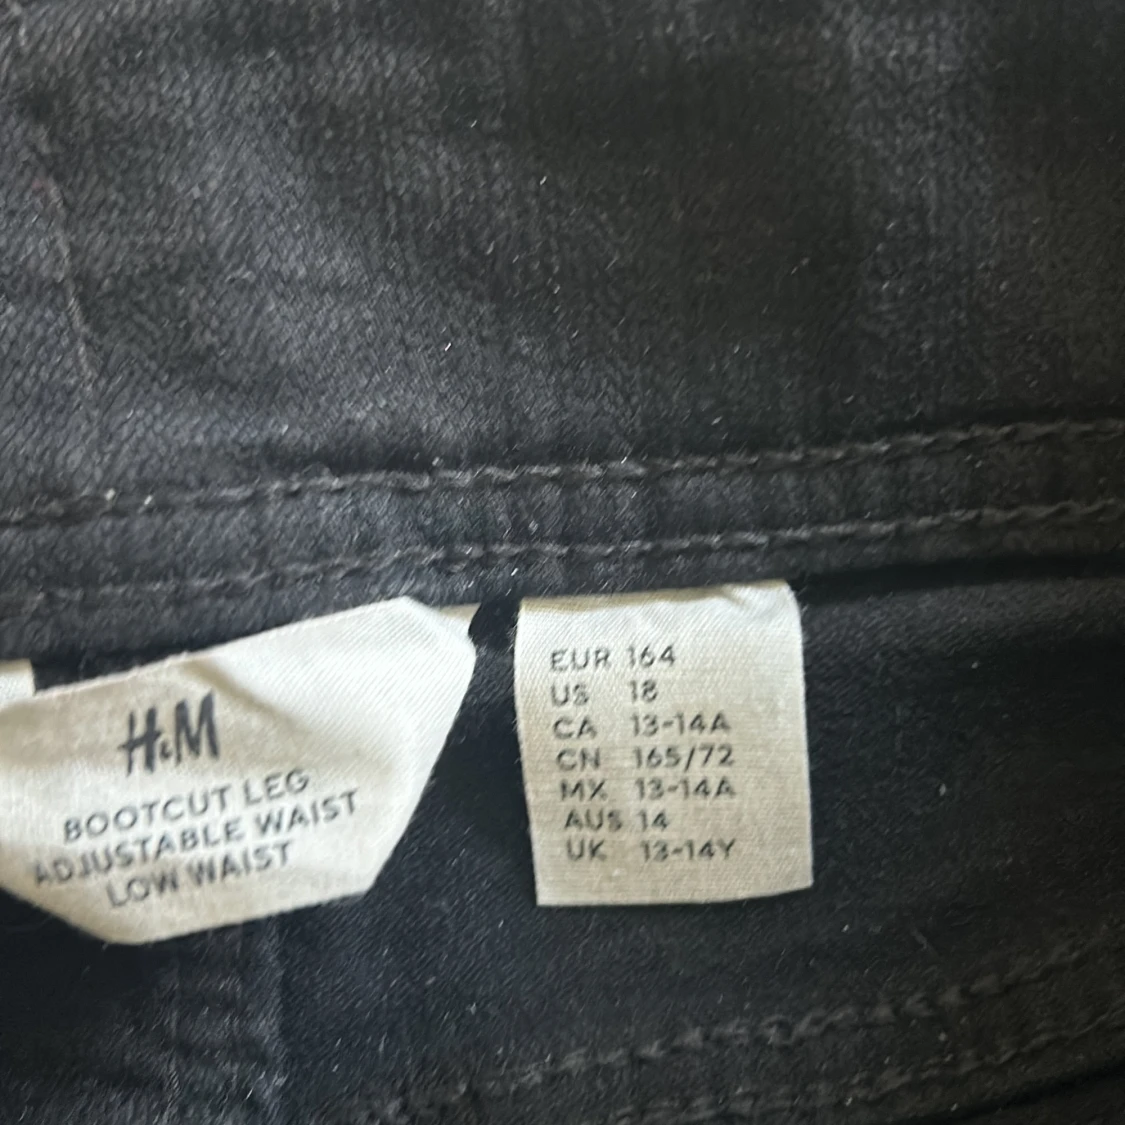 H&M
BOOTCUT LEG
ADJUSTABLE WAIST
LOW WAIST
EUR 164
US 18
CA 13-14A
CN 165/72
MX 13-14A
AUS 14
UK 13-14Y